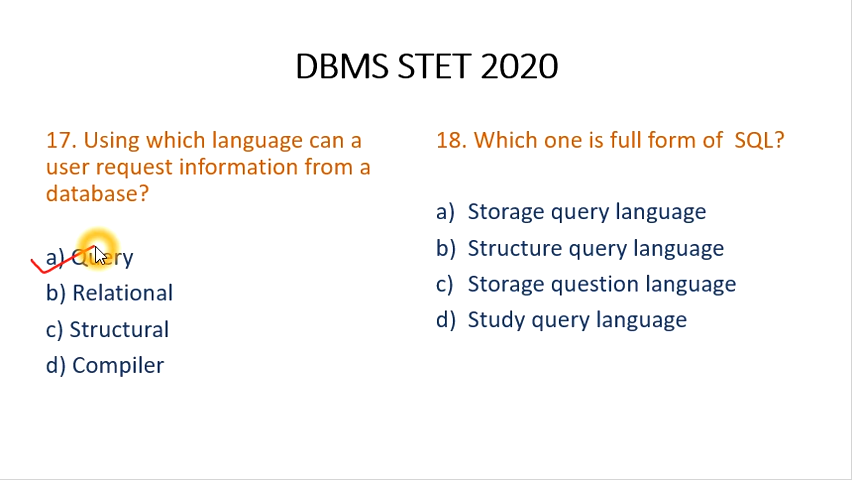 DBMS STET 2020
17. Using which language can a
user request information from a
database?
a) Query
b) Relational
c) Structural
d) Compiler
18. Which one is full form of SQL?
a) Storage query language
b) Structure query language
c) Storage question language
d) Study query language